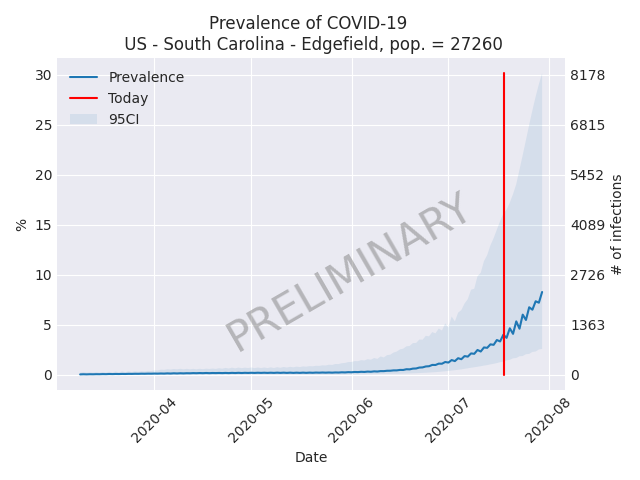 Prevalence of COVID-19
US - South Carolina - Edgefield, pop. = 27260
Prevalence
Today
95CI
30
25
20
15
10
5
0
%
8178
6815
5452
4089
2726
1363
0
# of infections
PRELIMINARY
2020-04
2020-05
2020-06
2020-07
2020-08
Date